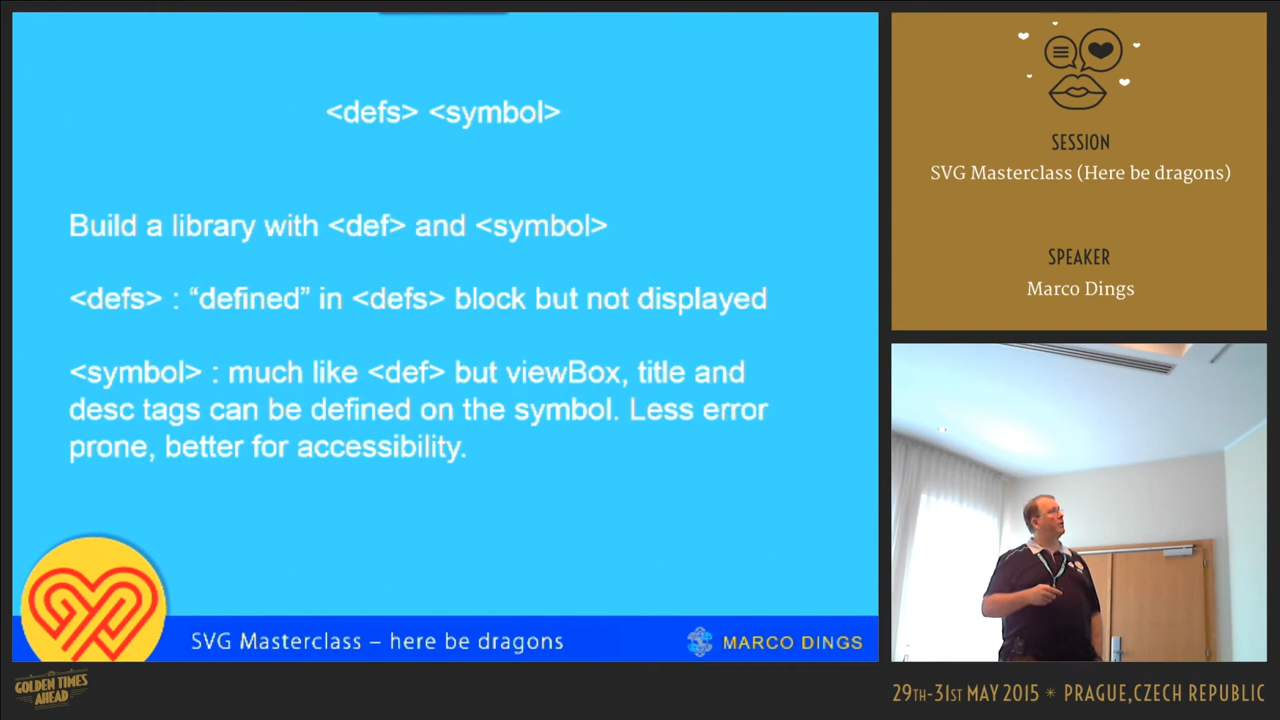 <defs> <symbol>
Build a library with <def> and <symbol>
<defs> : “defined” in <defs> block but not displayed
<symbol> : much like <def> but viewBox, title and
desc tags can be defined on the symbol. Less error
prone, better for accessibility.
SVG Masterclass – here be dragons
MARCO DINGS
SESSION
SVG Masterclass (Here be dragons)
SPEAKER
Marco Dings
GOLDEN TIMES
AHEAD
29TH-31ST MAY 2015 * PRAGUE, CZECH REPUBLIC